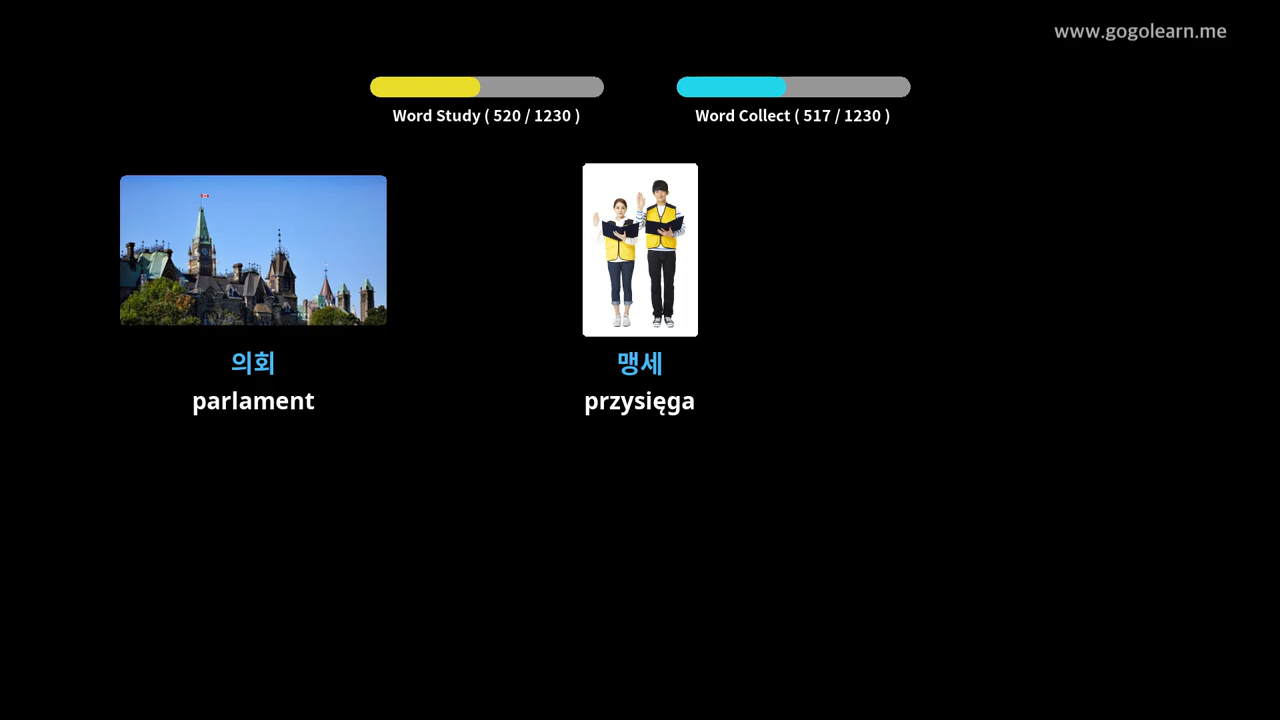 www.gogolearn.me
Word Study ( 520 / 1230 )
Word Collect ( 517 / 1230 )
의회
parlament
맹세
przysięga